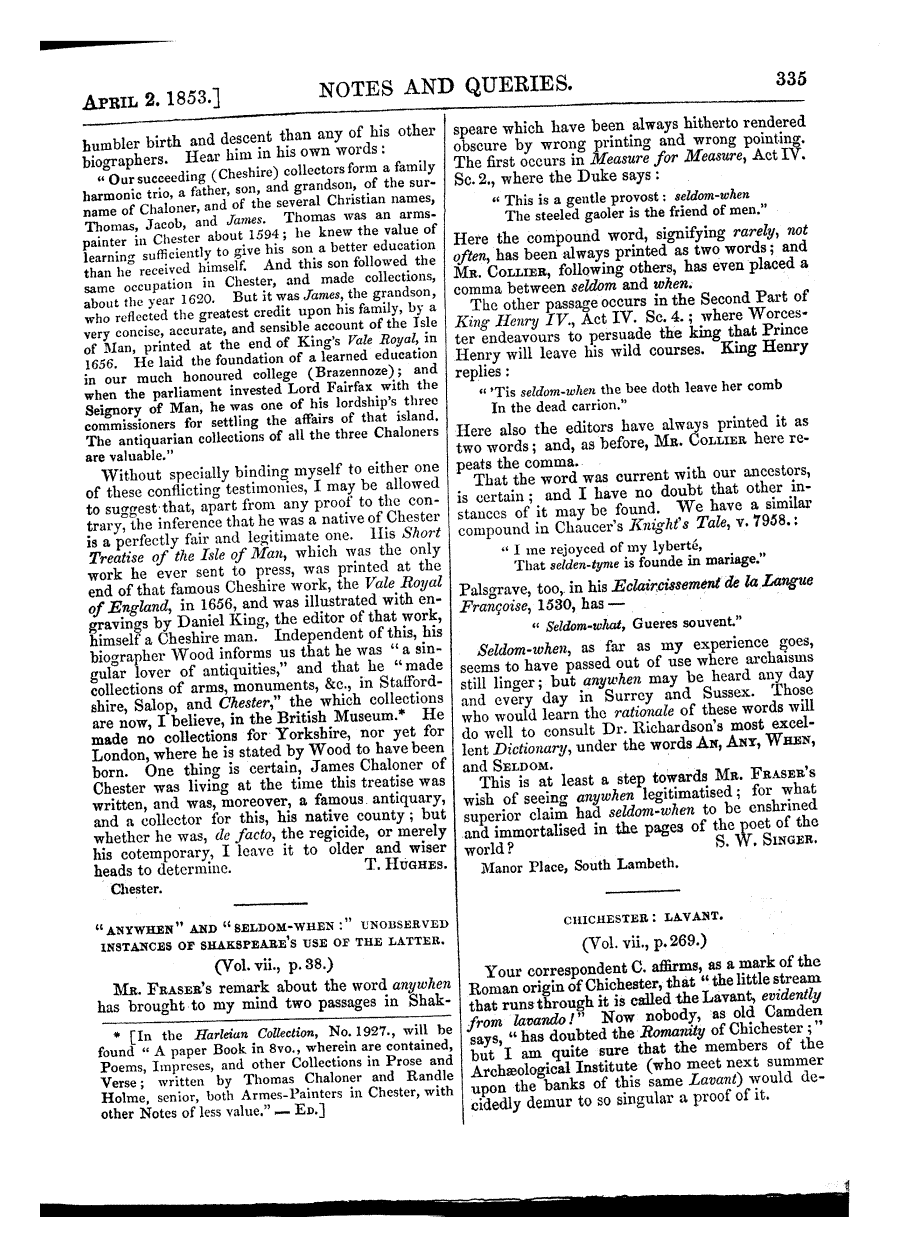 APRIL 2. 1853.]
NOTES AND QUERIES.
335
humbler birth and descent than any of his other
biographers. Hear him in his own words:
"Our succeeding (Cheshire) collectors form a family
harmonic trio, a father, son, and grandson, of the sur-
name of Chaloner, and of the several Christian names,
Thomas, Jacob, and James. Thomas was an arms-
painter in Chester about 1594; he knew the value of
learning sufficiently to give his son a better education
than he received himself. And this son followed the
same occupation in Chester, and made collections,
about the year 1620. But it was James, the grandson,
who reflected the greatest credit upon his family, by a
very concise, accurate, and sensible account of the Isle
of Man, printed at the end of King's Vale Royal, in
1656. He laid the foundation of a learned education
in our much honoured college (Brazennoze); and
when the parliament invested Lord Fairfax with the
Seignory of Man, he was one of his lordship's three
commissioners for settling the affairs of that island.
The antiquarian collections of all the three Chaloners
are valuable."
Without specially binding myself to either one
of these conflicting testimonies, I may be allowed
to suggest that, apart from any proof to the con-
trary, the inference that he was a native of Chester
is a perfectly fair and legitimate one. His Short
Treatise of the Isle of Man, which was the only
work he ever sent to press, was printed at the
end of that famous Cheshire work, the Vale Royal
of England, in 1656, and was illustrated with en-
gravings by Daniel King, the editor of that work,
himself a Cheshire man. Independent of this, his
biographer Wood informs us that he was "a sin-
gular lover of antiquities," and that he "made
collections of arms, monuments, &c., in Stafford-
shire, Salop, and Chester," the which collections
are now, I believe, in the British Museum.* He
made no collections for Yorkshire, nor yet for
London, where he is stated by Wood to have been
born. One thing is certain, James Chaloner of
Chester was living at the time this treatise was
written, and was, moreover, a famous antiquary,
and a collector for this, his native county; but
whether he was, de facto, the regicide, or merely
his cotemporary, I leave it to older and wiser
heads to determine. T. HUGHES.
Chester.
"ANYWHEN" AND "SELDOM-WHEN:" UNOBSERVED
INSTANCES OF SHAKSPEARE'S USE OF THE LATTER.
(Vol. vii., p. 38.)
MR. FRASER'S remark about the word anywhen
has brought to my mind two passages in Shak-
* [In the Harleian Collection, No. 1927., will be
found "A paper Book in 8vo., wherein are contained,
Poems, Impreses, and other Collections in Prose and
Verse; written by Thomas Chaloner and Randle
Holme, senior, both Armes-Painters in Chester, with
other Notes of less value." — ED.]
speare which have been always hitherto rendered
obscure by wrong printing and wrong pointing.
The first occurs in Measure for Measure, Act IV.
Sc. 2., where the Duke says:
"This is a gentle provost: seldom-when
The steeled gaoler is the friend of men."
Here the compound word, signifying rarely, not
often, has been always printed as two words; and
MR. COLLIER, following others, has even placed a
comma between seldom and when.
The other passage occurs in the Second Part of
King Henry IV., Act IV. Sc. 4.; where Worces-
ter endeavours to persuade the king that Prince
Henry will leave his wild courses. King Henry
replies:
"'Tis seldom-when the bee doth leave her comb
In the dead carrion."
Here also the editors have always printed it as
two words; and, as before, MR. COLLIER here re-
peats the comma.
That the word was current with our ancestors,
is certain; and I have no doubt that other in-
stances of it may be found. We have a similar
compound in Chaucer's Knight's Tale, v. 7958.:
"I me rejoyced of my lyberté,
That selden-tyme is founde in mariage."
Palsgrave, too, in his Eclaircissement de la Langue
Françoise, 1530, has —
"Seldom-what, Gueres souvent."
Seldom-when, as far as my experience goes,
seems to have passed out of use where archaisms
still linger; but anywhen may be heard any day
and every day in Surrey and Sussex. Those
who would learn the rationale of these words will
do well to consult Dr. Richardson's most excel-
lent Dictionary, under the words AN, ANY, WHEN,
and SELDOM.
This is at least a step towards MR. FRASER'S
wish of seeing anywhen legitimatised; for what
superior claim had seldom-when to be enshrined
and immortalised in the pages of the poet of the
world? S. W. SINGER.
Manor Place, South Lambeth.
CHICHESTER: LAVANT.
(Vol. vii., p. 269.)
Your correspondent C. affirms, as a mark of the
Roman origin of Chichester, that "the little stream
that runs through it is called the Lavant, evidently
from lavando!" Now nobody, as old Camden
says, "has doubted the Romanity of Chichester;"
but I am quite sure that the members of the
Archæological Institute (who meet next summer
upon the banks of this same Lavant) would de-
cidedly demur to so singular a proof of it.